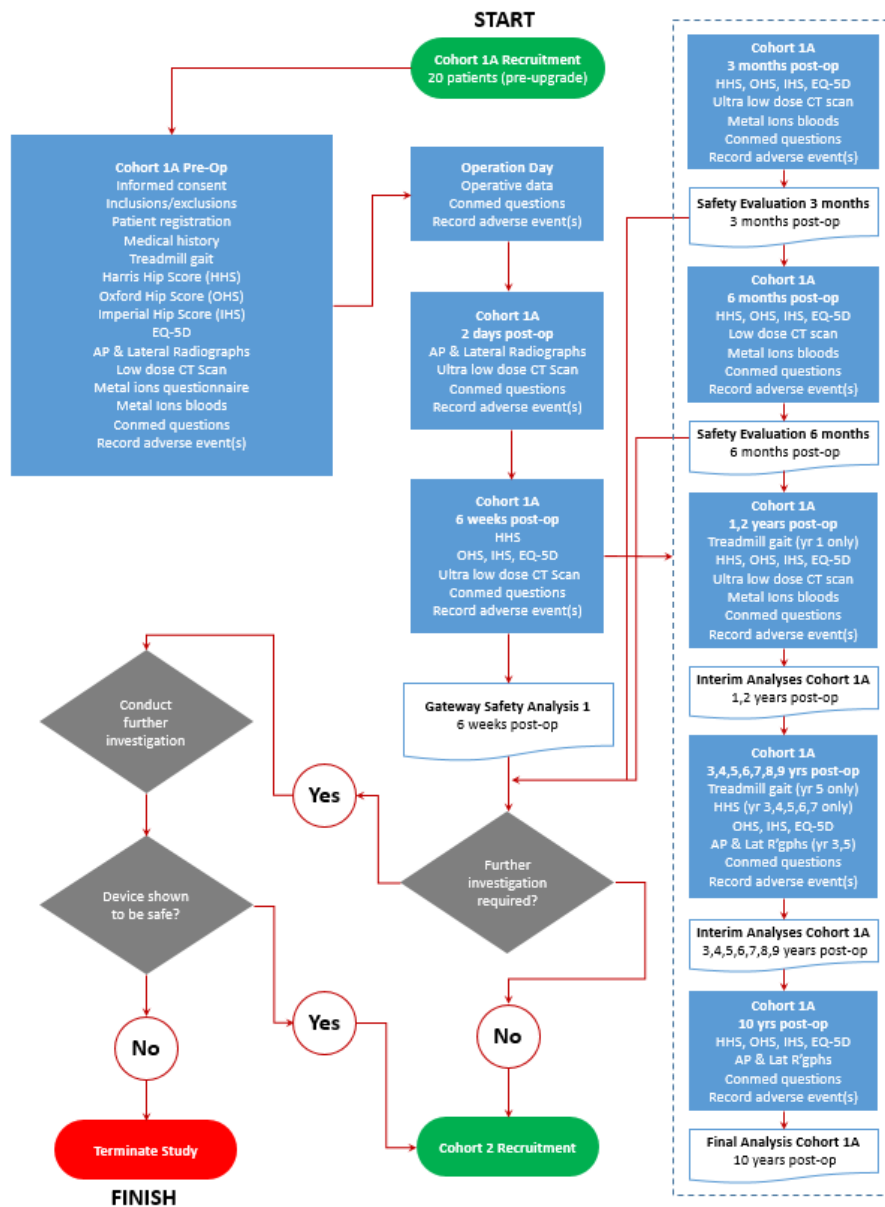 START
Cohort 1A Recruitment
20 patients (pre-upgrade)
Cohort 1A Pre-Op
Informed consent
Inclusions/exclusions
Patient registration
Medical history
Treadmill gait
Harris Hip Score (HHS)
Oxford Hip Score (OHS)
Imperial Hip Score (IHS)
EQ-5D
AP & Lateral Radiographs
Low dose CT Scan
Metal ions questionnaire
Metal Ions bloods
Conmed questions
Record adverse event(s)
Operation Day
Operative data
Conmed questions
Record adverse event(s)
Cohort 1A
2 days post-op
AP & Lateral Radiographs
Ultra low dose CT Scan
Conmed questions
Record adverse event(s)
Cohort 1A
6 weeks post-op
HHS
OHS, IHS, EQ-5D
Ultra low dose CT Scan
Conmed questions
Record adverse event(s)
Gateway Safety Analysis 1
6 weeks post-op
Further
investigation
required?
Yes
Conduct
further
investigation
Device shown
to be safe?
No
Yes
No
Terminate Study
Cohort 2 Recruitment
FINISH
Cohort 1A
3 months post-op
HHS, OHS, IHS, EQ-5D
Ultra low dose CT scan
Metal Ions bloods
Conmed questions
Record adverse event(s)
Safety Evaluation 3 months
3 months post-op
Cohort 1A
6 months post-op
HHS, OHS, IHS, EQ-5D
Low dose CT scan
Metal Ions bloods
Conmed questions
Record adverse event(s)
Safety Evaluation 6 months
6 months post-op
Cohort 1A
1,2 years post-op
Treadmill gait (yr 1 only)
HHS, OHS, IHS, EQ-5D
Ultra low dose CT scan
Metal Ions bloods
Conmed questions
Record adverse event(s)
Interim Analyses Cohort 1A
1,2 years post-op
Cohort 1A
3,4,5,6,7,8,9 yrs post-op
Treadmill gait (yr 5 only)
HHS (yr 3,4,5,6,7 only)
OHS, IHS, EQ-5D
AP & Lat R'gphs (yr 3,5)
Conmed questions
Record adverse event(s)
Interim Analyses Cohort 1A
3,4,5,6,7,8,9 years post-op
Cohort 1A
10 yrs post-op
HHS, OHS, IHS, EQ-5D
AP & Lat R'gphs
Conmed questions
Record adverse event(s)
Final Analysis Cohort 1A
10 years post-op